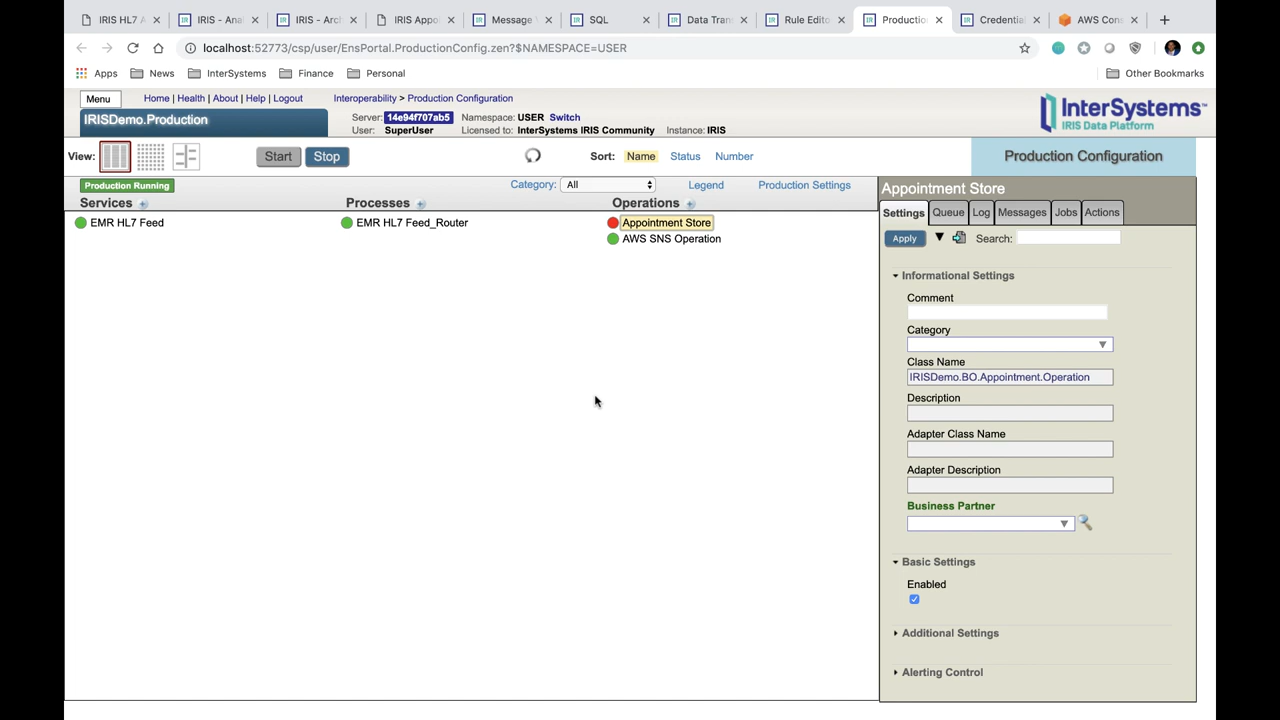 IRIS HL7 A
IRIS - Ana
IRIS - Arc
IRIS Appo
Message
SQL
Data Tran
Rule Edito
Productio
Credentia
AWS Cons
localhost:52773/csp/user/EnsPortal.ProductionConfig.zen?$NAMESPACE=USER
Apps
News
InterSystems
Finance
Personal
Other Bookmarks
Menu
Home | Health | About | Help | Logout
Interoperability > Production Configuration
IRISDemo.Production
Server: 14e94f707ab5 Namespace: USER Switch
User: SuperUser Licensed to: InterSystems IRIS Community Instance: IRIS
InterSystems™
IRIS Data Platform
View:
Start
Stop
Sort: Name Status Number
Production Configuration
Production Running
Category: All
Legend
Production Settings
Services
Processes
Operations
EMR HL7 Feed
EMR HL7 Feed_Router
Appointment Store
AWS SNS Operation
Appointment Store
Settings
Queue
Log
Messages
Jobs
Actions
Apply
Search:
Informational Settings
Comment
Category
Class Name
IRISDemo.BO.Appointment.Operation
Description
Adapter Class Name
Adapter Description
Business Partner
Basic Settings
Enabled
Additional Settings
Alerting Control